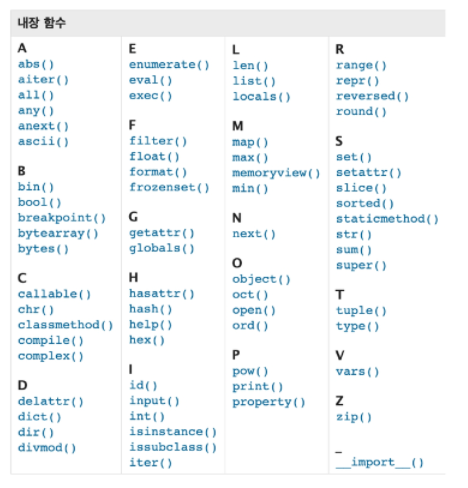 내장 함수
A
abs()
aiter()
all()
any()
anext()
ascii()
B
bin()
bool()
breakpoint()
bytearray()
bytes()
C
callable()
chr()
classmethod()
compile()
complex()
D
delattr()
dict()
dir()
divmod()
E
enumerate()
eval()
exec()
F
filter()
float()
format()
frozenset()
G
getattr()
globals()
H
hasattr()
hash()
help()
hex()
I
id()
input()
int()
isinstance()
issubclass()
iter()
L
len()
list()
locals()
M
map()
max()
memoryview()
min()
N
next()
O
object()
oct()
open()
ord()
P
pow()
print()
property()
R
range()
repr()
reversed()
round()
S
set()
setattr()
slice()
sorted()
staticmethod()
str()
sum()
super()
T
tuple()
type()
V
vars()
Z
zip()
_
__import__()